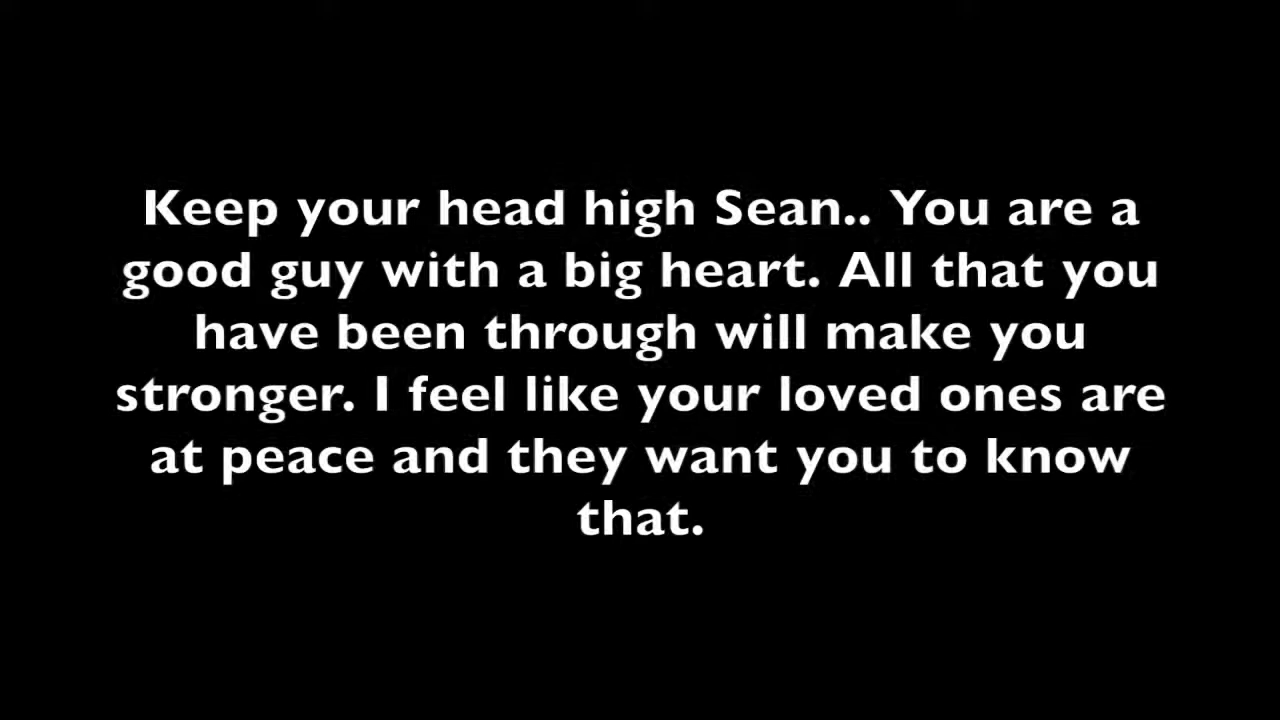 Keep your head high Sean.. You are a
good guy with a big heart. All that you
have been through will make you
stronger. I feel like your loved ones are
at peace and they want you to know
that.